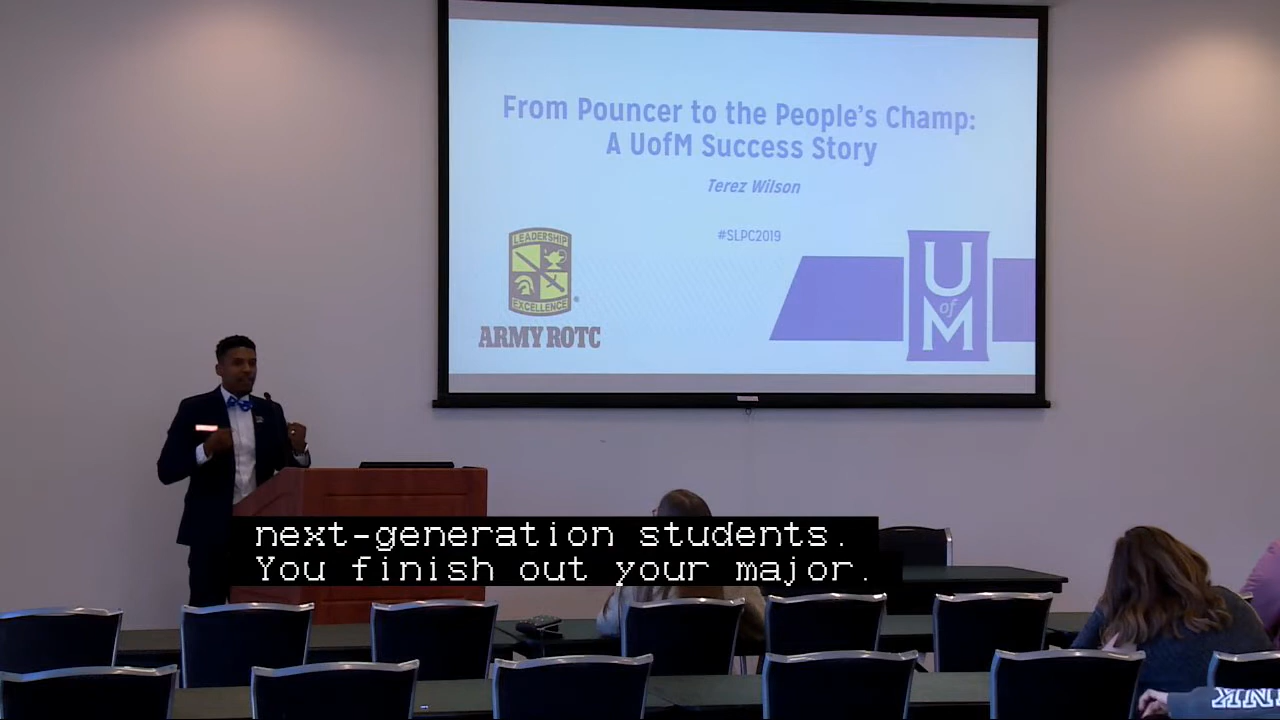 From Pouncer to the People's Champ:
A UofM Success Story
Terez Wilson
#SLPC2019
LEADERSHIP
EXCELLENCE
ARMY ROTC
U
of
M
next-generation students.
You finish out your major.